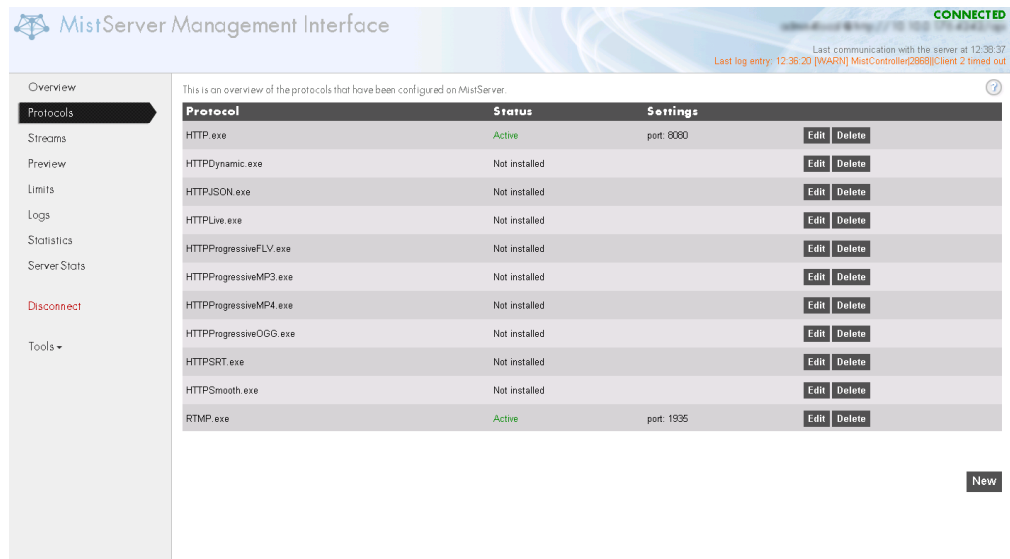 MistServer Management Interface
CONNECTED
Last communication with the server at 12:38:37
Last log entry: 12:36:20 [WARN] MistController|2868||Client 2 timed out
Overview
Protocols
Streams
Preview
Limits
Logs
Statistics
Server Stats
Disconnect
Tools
This is an overview of the protocols that have been configured on MistServer.
?
Protocol Status Settings
HTTP.exe Active port: 8080 Edit Delete
HTTPDynamic.exe Not installed Edit Delete
HTTPJSON.exe Not installed Edit Delete
HTTPLive.exe Not installed Edit Delete
HTTPProgressiveFLV.exe Not installed Edit Delete
HTTPProgressiveMP3.exe Not installed Edit Delete
HTTPProgressiveMP4.exe Not installed Edit Delete
HTTPProgressiveOGG.exe Not installed Edit Delete
HTTPSRT.exe Not installed Edit Delete
HTTPSmooth.exe Not installed Edit Delete
RTMP.exe Active port: 1935 Edit Delete
New